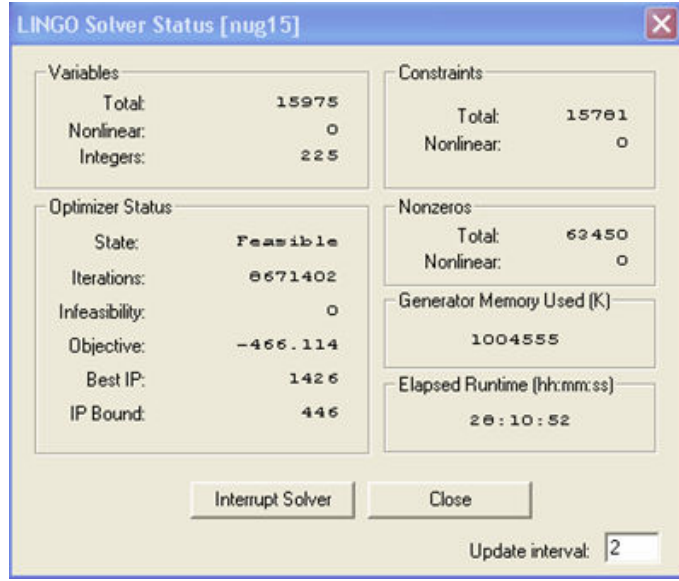 LINGO Solver Status [nug15]
Variables
Total: 15975
Nonlinear: 0
Integers: 225
Constraints
Total: 15781
Nonlinear: 0
Optimizer Status
State: Feasible
Iterations: 8671402
Infeasibility: 0
Objective: -466.114
Best IP: 1426
IP Bound: 446
Nonzeros
Total: 63450
Nonlinear: 0
Generator Memory Used (K)
1004555
Elapsed Runtime (hh:mm:ss)
28:10:52
Interrupt Solver
Close
Update interval: 2